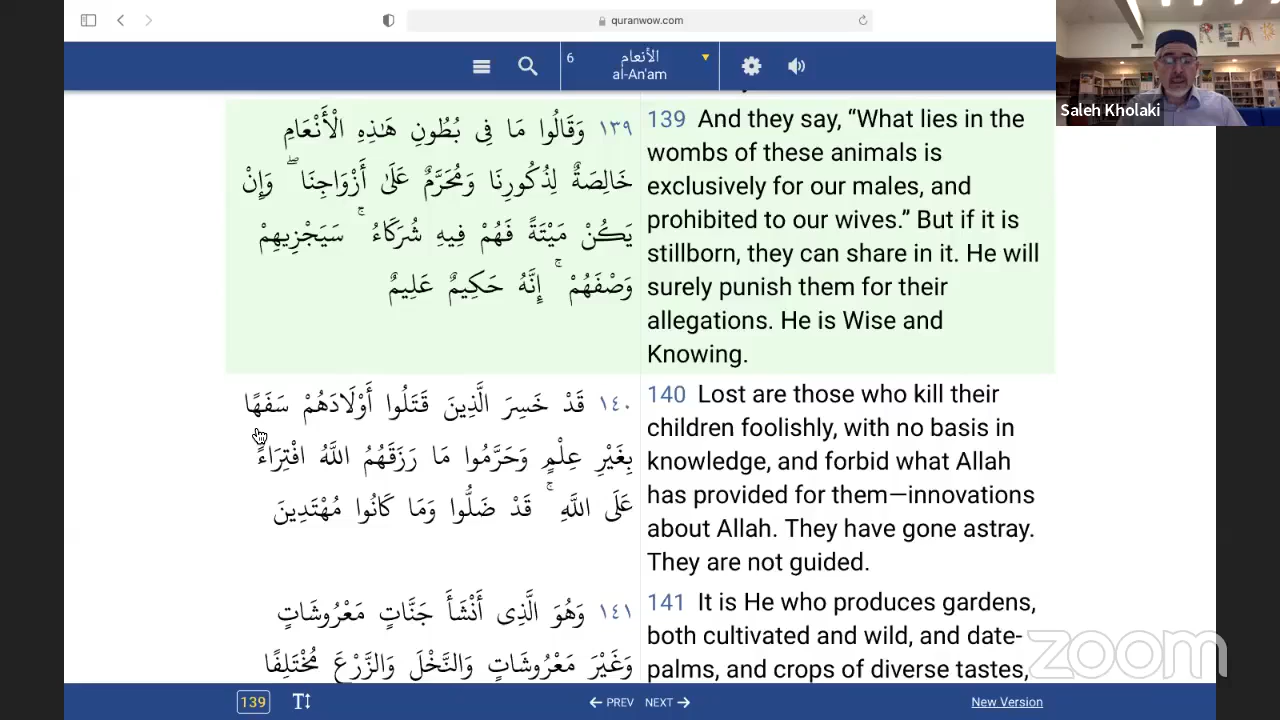 quranwow.com
6
الأنعام
al-An'am
Saleh Kholaki
١٣٩ وَقَالُوا مَا فِي بُطُونِ هَٰذِهِ الْأَنْعَامِ
خَالِصَةٌ لِذُكُورِنَا وَمُحَرَّمٌ عَلَىٰ أَزْوَاجِنَا ۖ وَإِنْ
يَكُنْ مَيْتَةً فَهُمْ فِيهِ شُرَكَاءُ ۚ سَيَجْزِيهِمْ
وَصْفَهُمْ ۚ إِنَّهُ حَكِيمٌ عَلِيمٌ
139 And they say, “What lies in the
wombs of these animals is
exclusively for our males, and
prohibited to our wives.” But if it is
stillborn, they can share in it. He will
surely punish them for their
allegations. He is Wise and
Knowing.
١٤٠ قَدْ خَسِرَ الَّذِينَ قَتَلُوا أَوْلَادَهُمْ سَفَهًا
بِغَيْرِ عِلْمٍ وَحَرَّمُوا مَا رَزَقَهُمُ اللَّهُ افْتِرَاءً
عَلَى اللَّهِ ۚ قَدْ ضَلُّوا وَمَا كَانُوا مُهْتَدِينَ
140 Lost are those who kill their
children foolishly, with no basis in
knowledge, and forbid what Allah
has provided for them—innovations
about Allah. They have gone astray.
They are not guided.
١٤١ وَهُوَ الَّذِي أَنْشَأَ جَنَّاتٍ مَعْرُوشَاتٍ
وَغَيْرَ مَعْرُوشَاتٍ وَالنَّخْلَ وَالزَّرْعَ مُخْتَلِفًا
141 It is He who produces gardens,
both cultivated and wild, and date-
palms, and crops of diverse tastes,
zoom
139
T
PREV NEXT
New Version